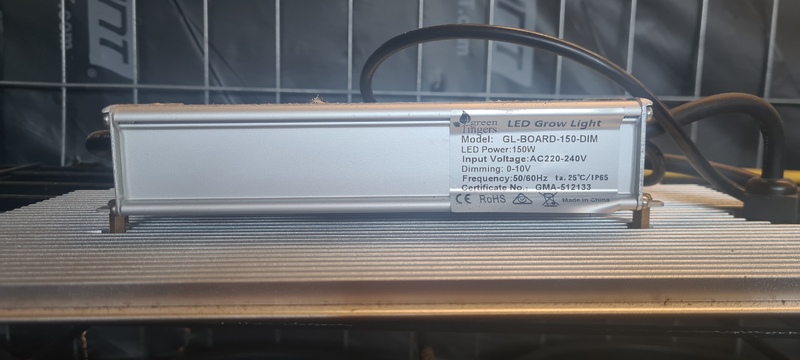 Green
Fingers LED Grow Light
Model: GL-BOARD-150-DIM
LED Power:150W
Input Voltage:AC220-240V
Dimming: 0-10V
Frequency:50/60Hz ta.25℃/IP65
Certificate No.: GMA-512133
CE RoHS Made in China